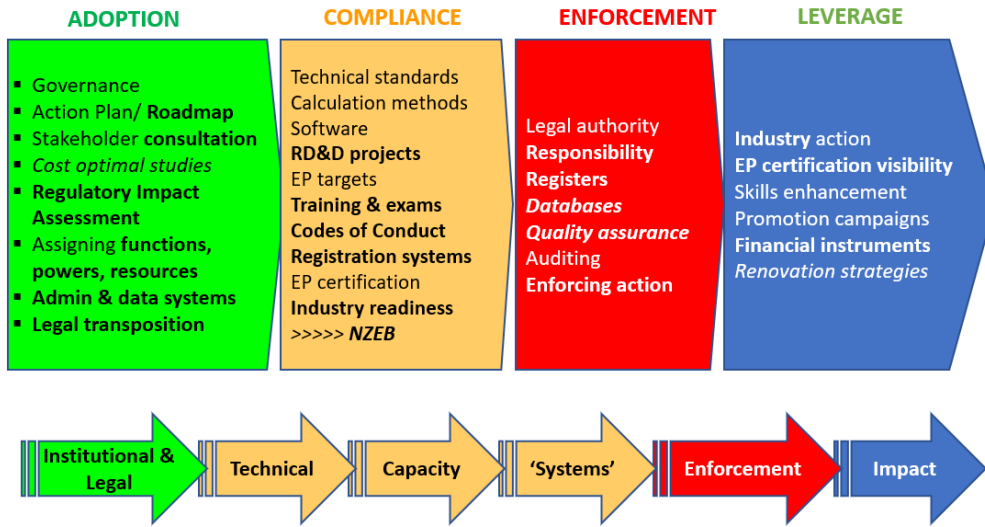 ADOPTION
COMPLIANCE
ENFORCEMENT
LEVERAGE
▪ Governance
▪ Action Plan/ Roadmap
▪ Stakeholder consultation
▪ Cost optimal studies
▪ Regulatory Impact
Assessment
▪ Assigning functions,
powers, resources
▪ Admin & data systems
▪ Legal transposition
Technical standards
Calculation methods
Software
RD&D projects
EP targets
Training & exams
Codes of Conduct
Registration systems
EP certification
Industry readiness
>>>>> NZEB
Legal authority
Responsibility
Registers
Databases
Quality assurance
Auditing
Enforcing action
Industry action
EP certification visibility
Skills enhancement
Promotion campaigns
Financial instruments
Renovation strategies
Institutional &
Legal
Technical
Capacity
‘Systems’
Enforcement
Impact